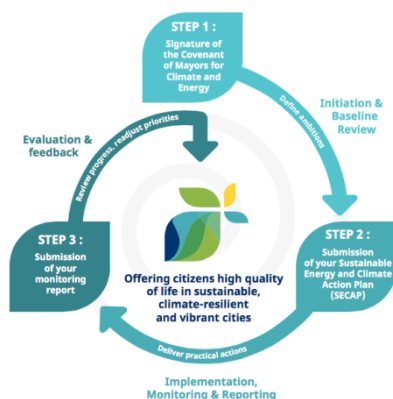 STEP 1 :
Signature of
the Covenant
of Mayors for
Climate and
Energy
Define ambitions
Initiation &
Baseline
Review
STEP 2 :
Submission
of your Sustainable
Energy and Climate
Action Plan
(SECAP)
Deliver practical actions
Implementation,
Monitoring & Reporting
STEP 3 :
Submission
of your
monitoring
report
Review progress, readjust priorities
Evaluation &
feedback
Offering citizens high quality
of life in sustainable,
climate-resilient
and vibrant cities